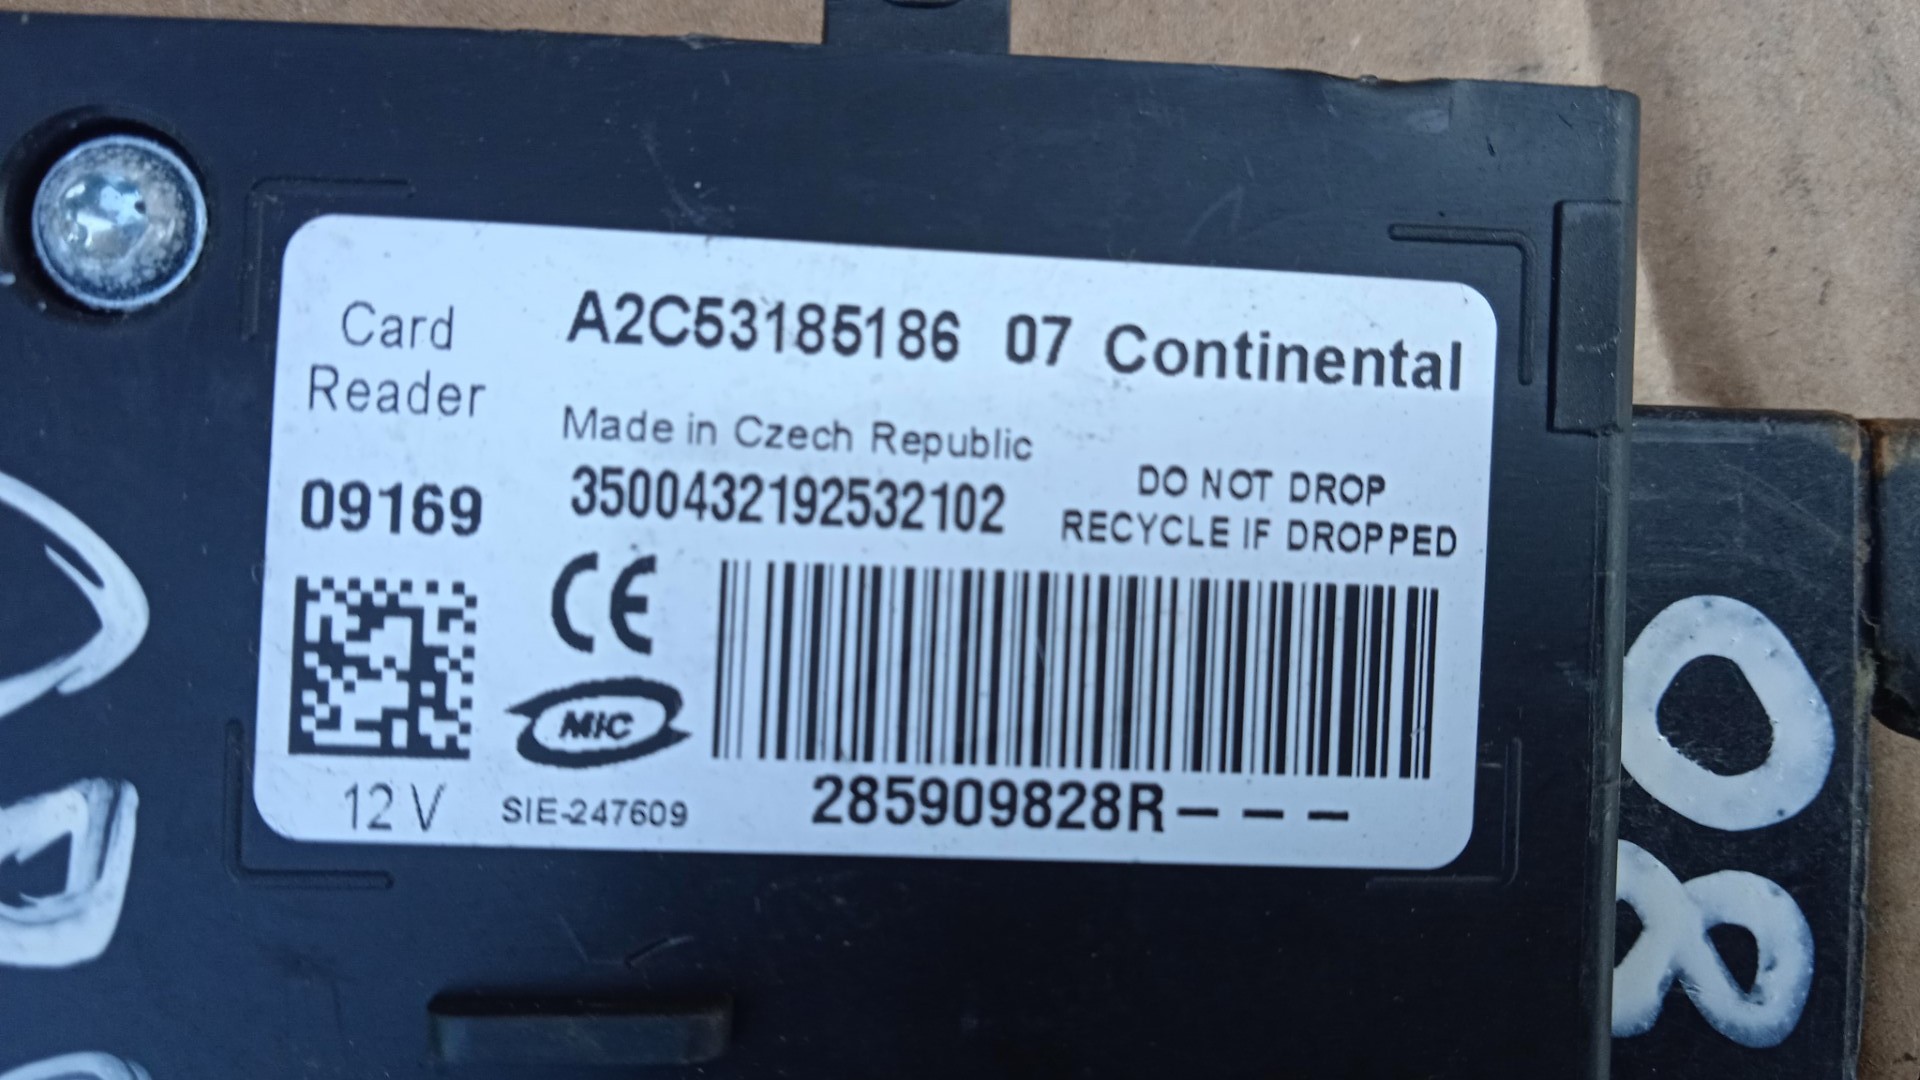 Card
Reader
09169
12 V
A2C53185186 07 Continental
Made in Czech Republic
3500432192532102
DO NOT DROP
RECYCLE IF DROPPED
CE
MIC
SIE-247609
285909828R---
08